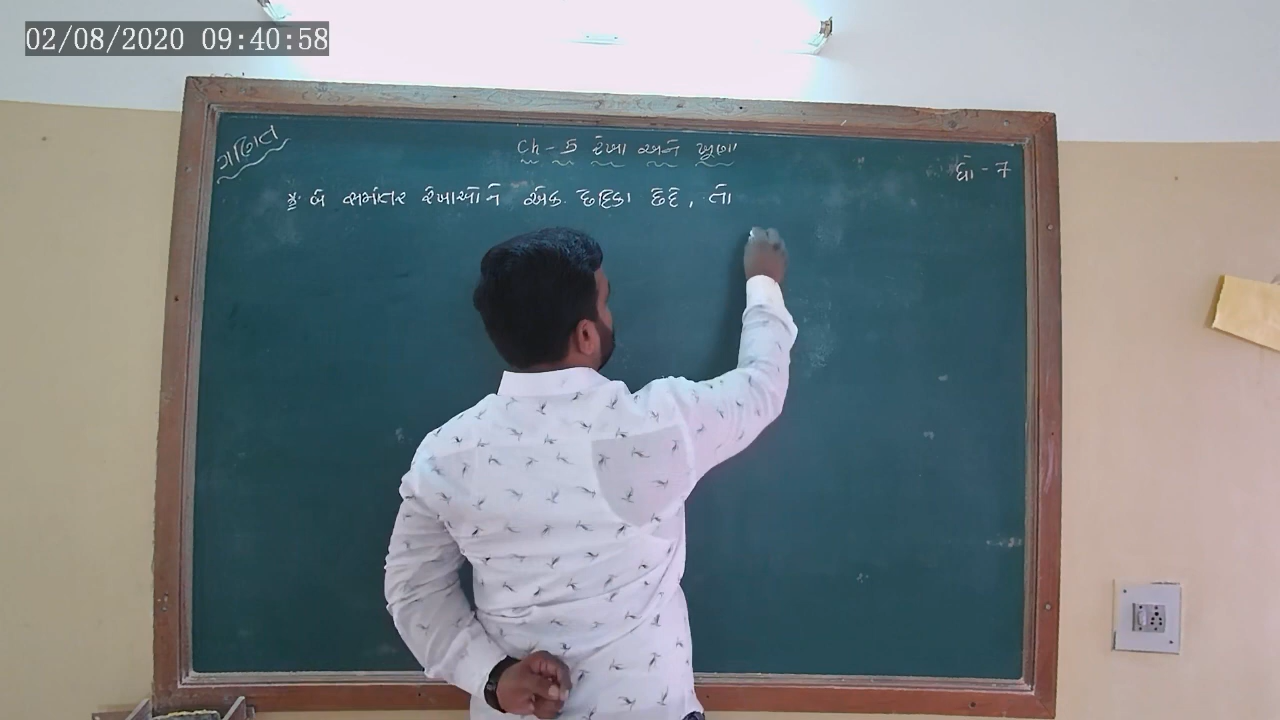 02/08/2020 09:40:58
ગણિત
Ch - 5 રેખા અને ખૂણા
ધો - 7
* બે સમાંતર રેખાઓને એક છેદિકા છેદે, તો